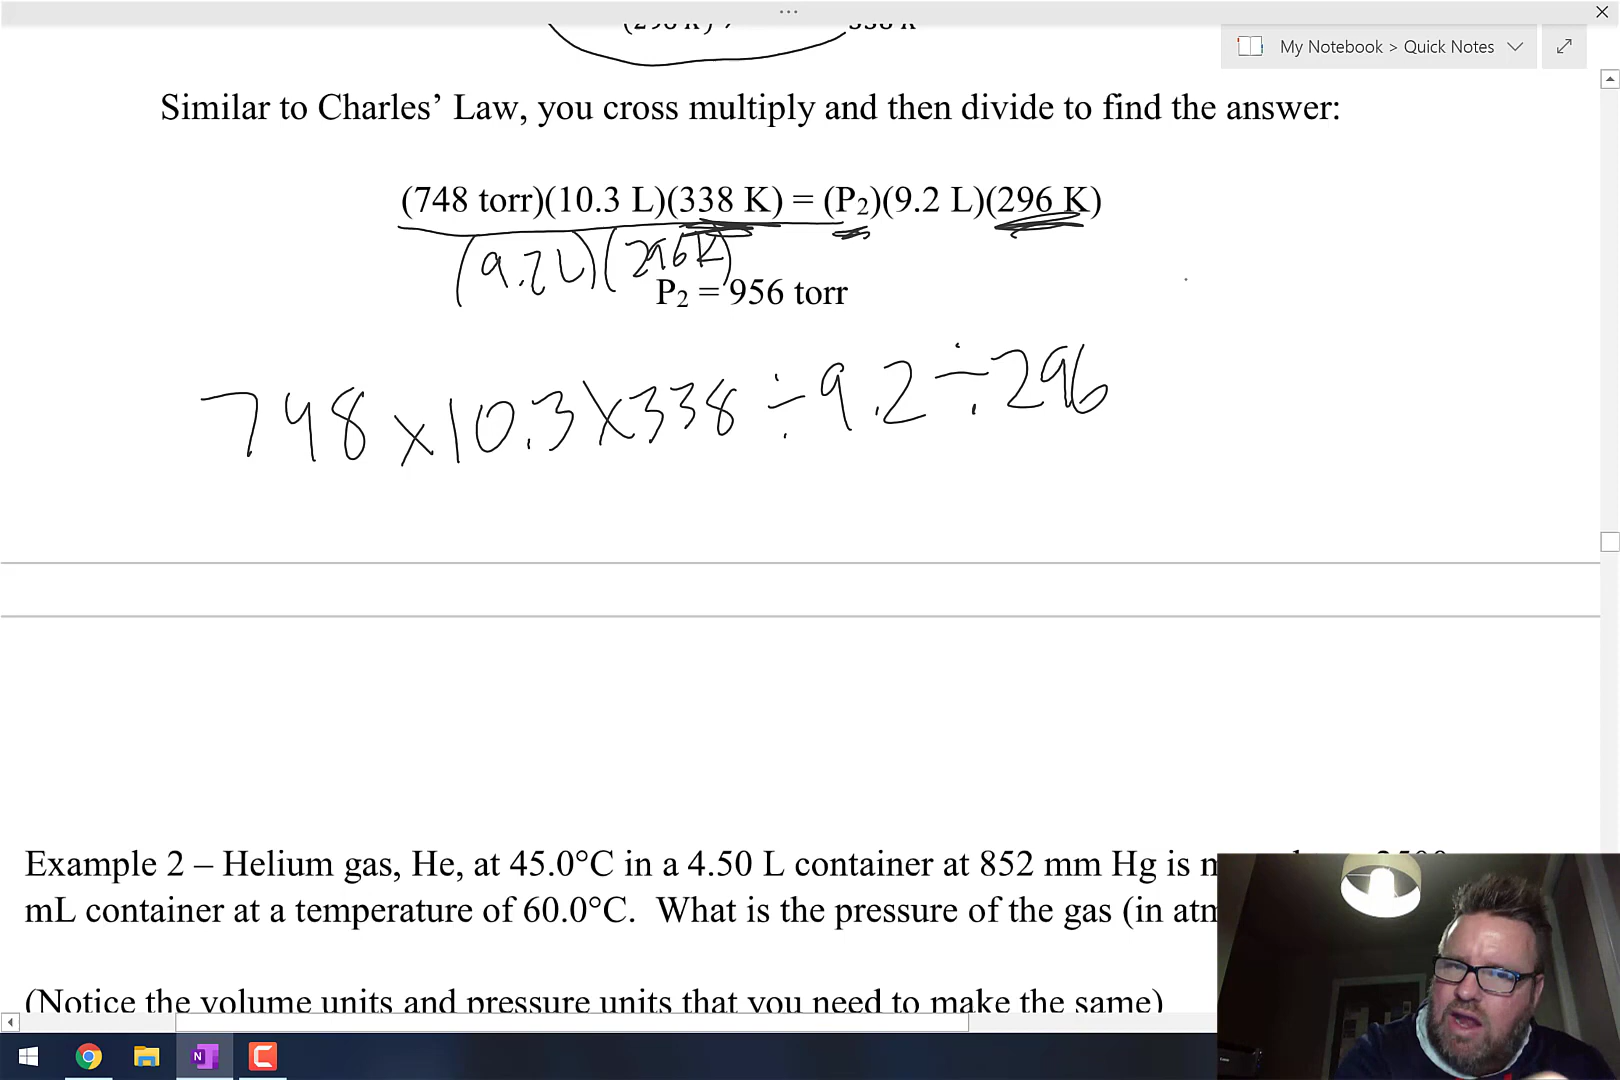 My Notebook > Quick Notes
Similar to Charles’ Law, you cross multiply and then divide to find the answer:
(748 torr)(10.3 L)(338 K) = (P₂)(9.2 L)(296 K)
(9.2 L)(296 K)
P₂ = 956 torr
748 x 10.3 x 338 ÷ 9.2 ÷ 296
Example 2 – Helium gas, He, at 45.0°C in a 4.50 L container at 852 mm Hg is
mL container at a temperature of 60.0°C. What is the pressure of the gas (in atm
(Notice the volume units and pressure units that you need to make the same)